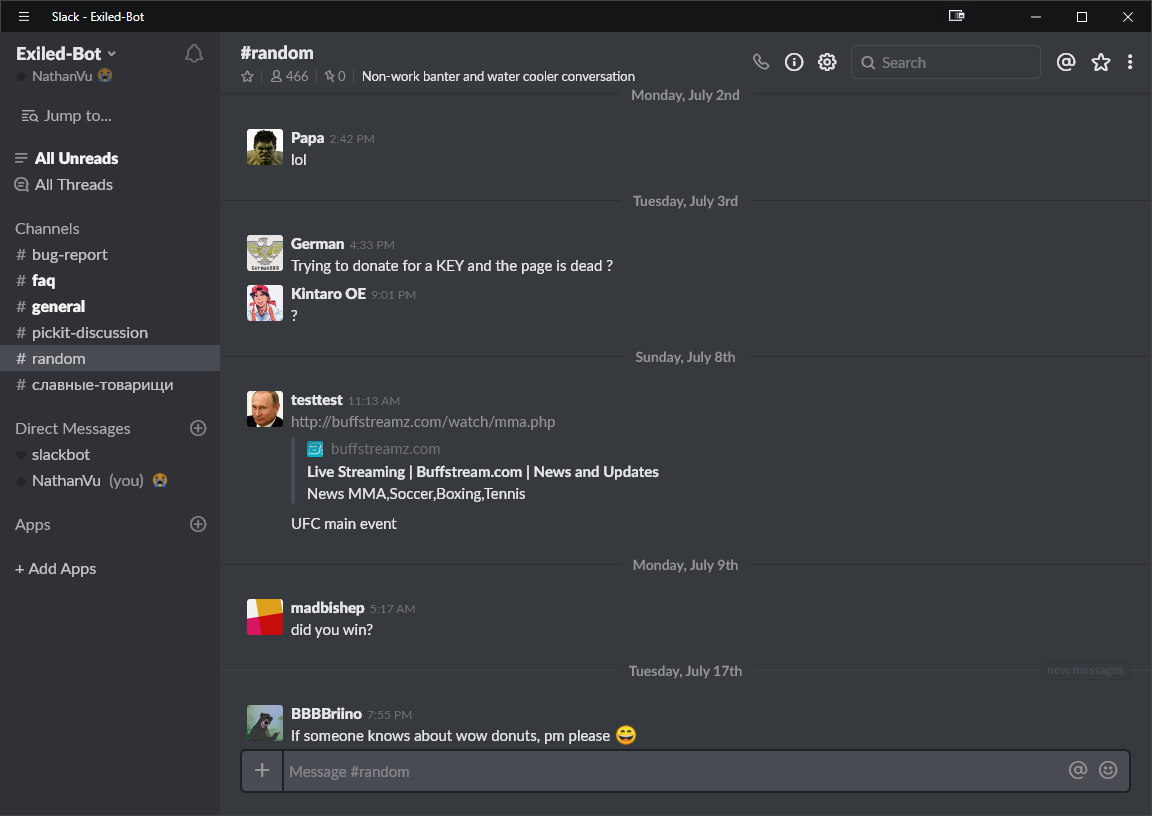 Slack - Exiled-Bot
Exiled-Bot
NathanVu
Jump to...
All Unreads
All Threads
Channels
# bug-report
# faq
# general
# pickit-discussion
# random
# славные-товарищи
Direct Messages
slackbot
NathanVu (you)
Apps
+ Add Apps
#random
466
0
Non-work banter and water cooler conversation
Search
Monday, July 2nd
Papa 2:42 PM
lol
Tuesday, July 3rd
German 4:33 PM
Trying to donate for a KEY and the page is dead ?
Kintaro OE 9:01 PM
?
Sunday, July 8th
testtest 11:13 AM
http://buffstreamz.com/watch/mma.php
buffstreamz.com
Live Streaming | Buffstream.com | News and Updates
News MMA,Soccer,Boxing,Tennis
UFC main event
Monday, July 9th
madbishep 5:17 AM
did you win?
Tuesday, July 17th
new messages
BBBBriino 7:55 PM
If someone knows about wow donuts, pm please 😄
Message #random